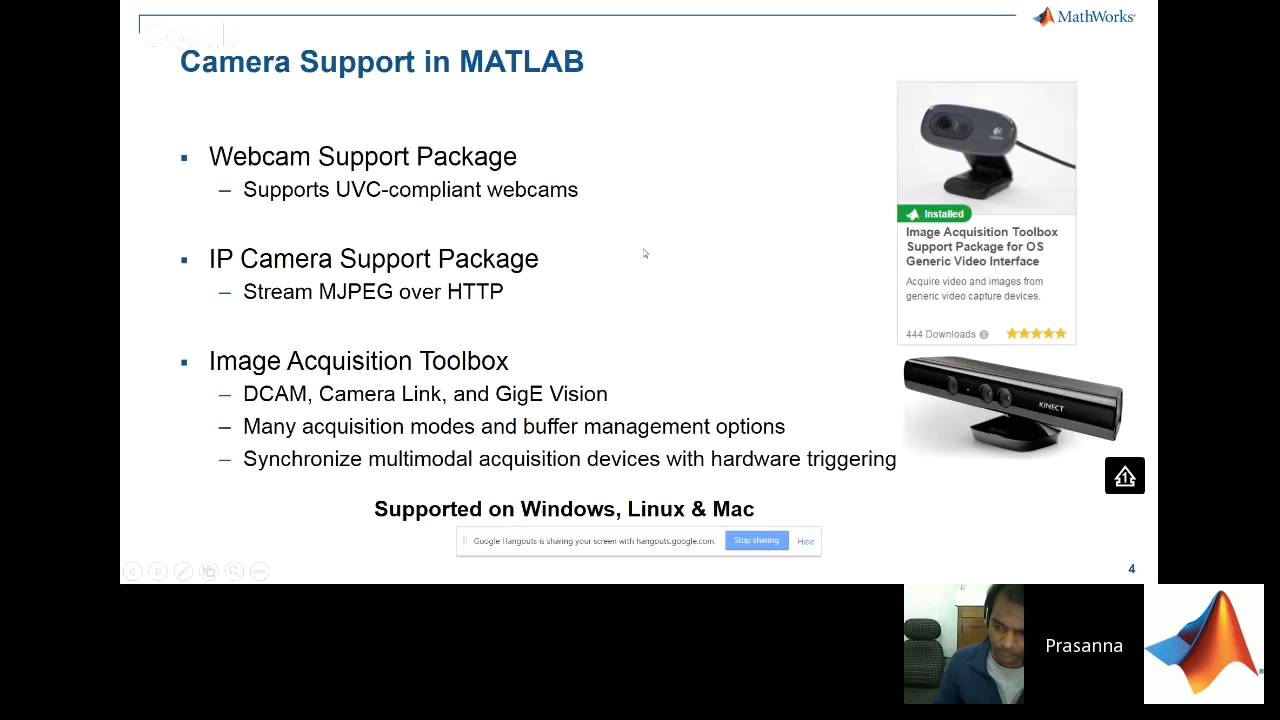 MathWorks®
Google
Camera Support in MATLAB
Webcam Support Package
– Supports UVC-compliant webcams
IP Camera Support Package
– Stream MJPEG over HTTP
Image Acquisition Toolbox
– DCAM, Camera Link, and GigE Vision
– Many acquisition modes and buffer management options
– Synchronize multimodal acquisition devices with hardware triggering
Supported on Windows, Linux & Mac
Installed
Image Acquisition Toolbox
Support Package for OS
Generic Video Interface
Acquire video and images from
generic video capture devices.
444 Downloads
KINECT
Google Hangouts is sharing your screen with hangouts.google.com.
Stop sharing
Hide
4
Prasanna